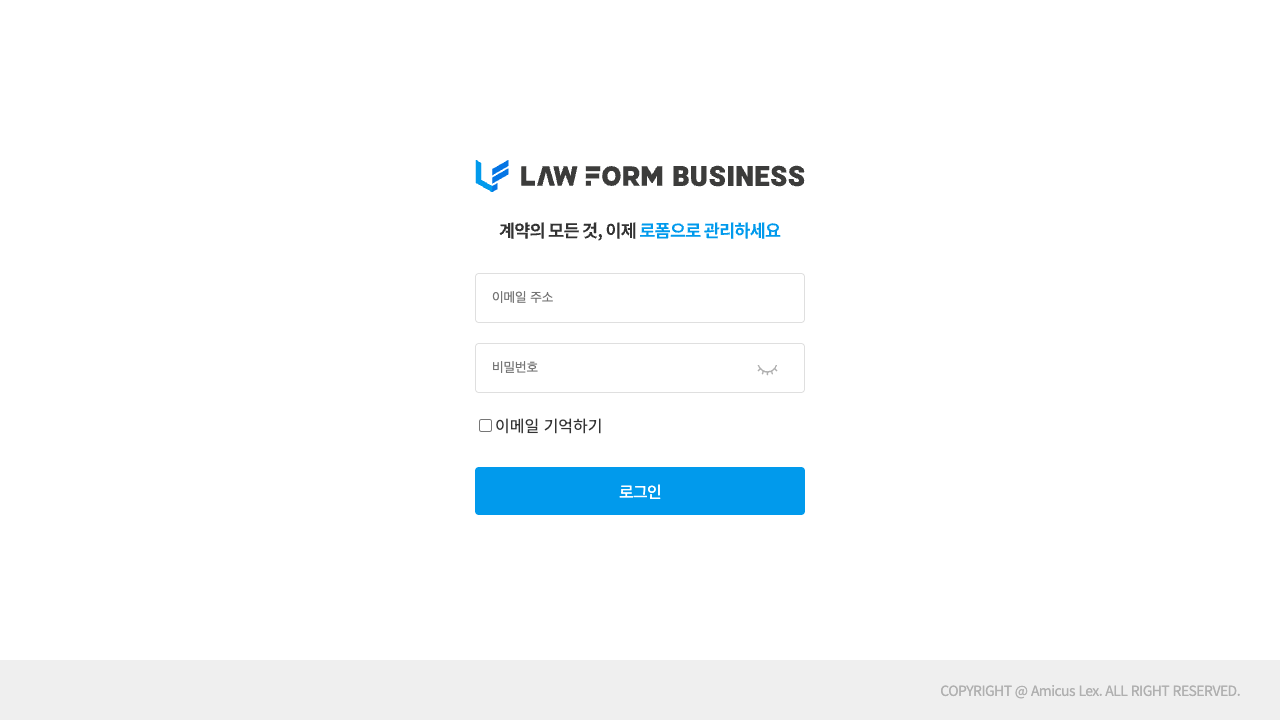 LAW FORM BUSINESS
계약의 모든 것, 이제 로폼으로 관리하세요
이메일 주소
비밀번호
이메일 기억하기
로그인
COPYRIGHT @ Amicus Lex. ALL RIGHT RESERVED.